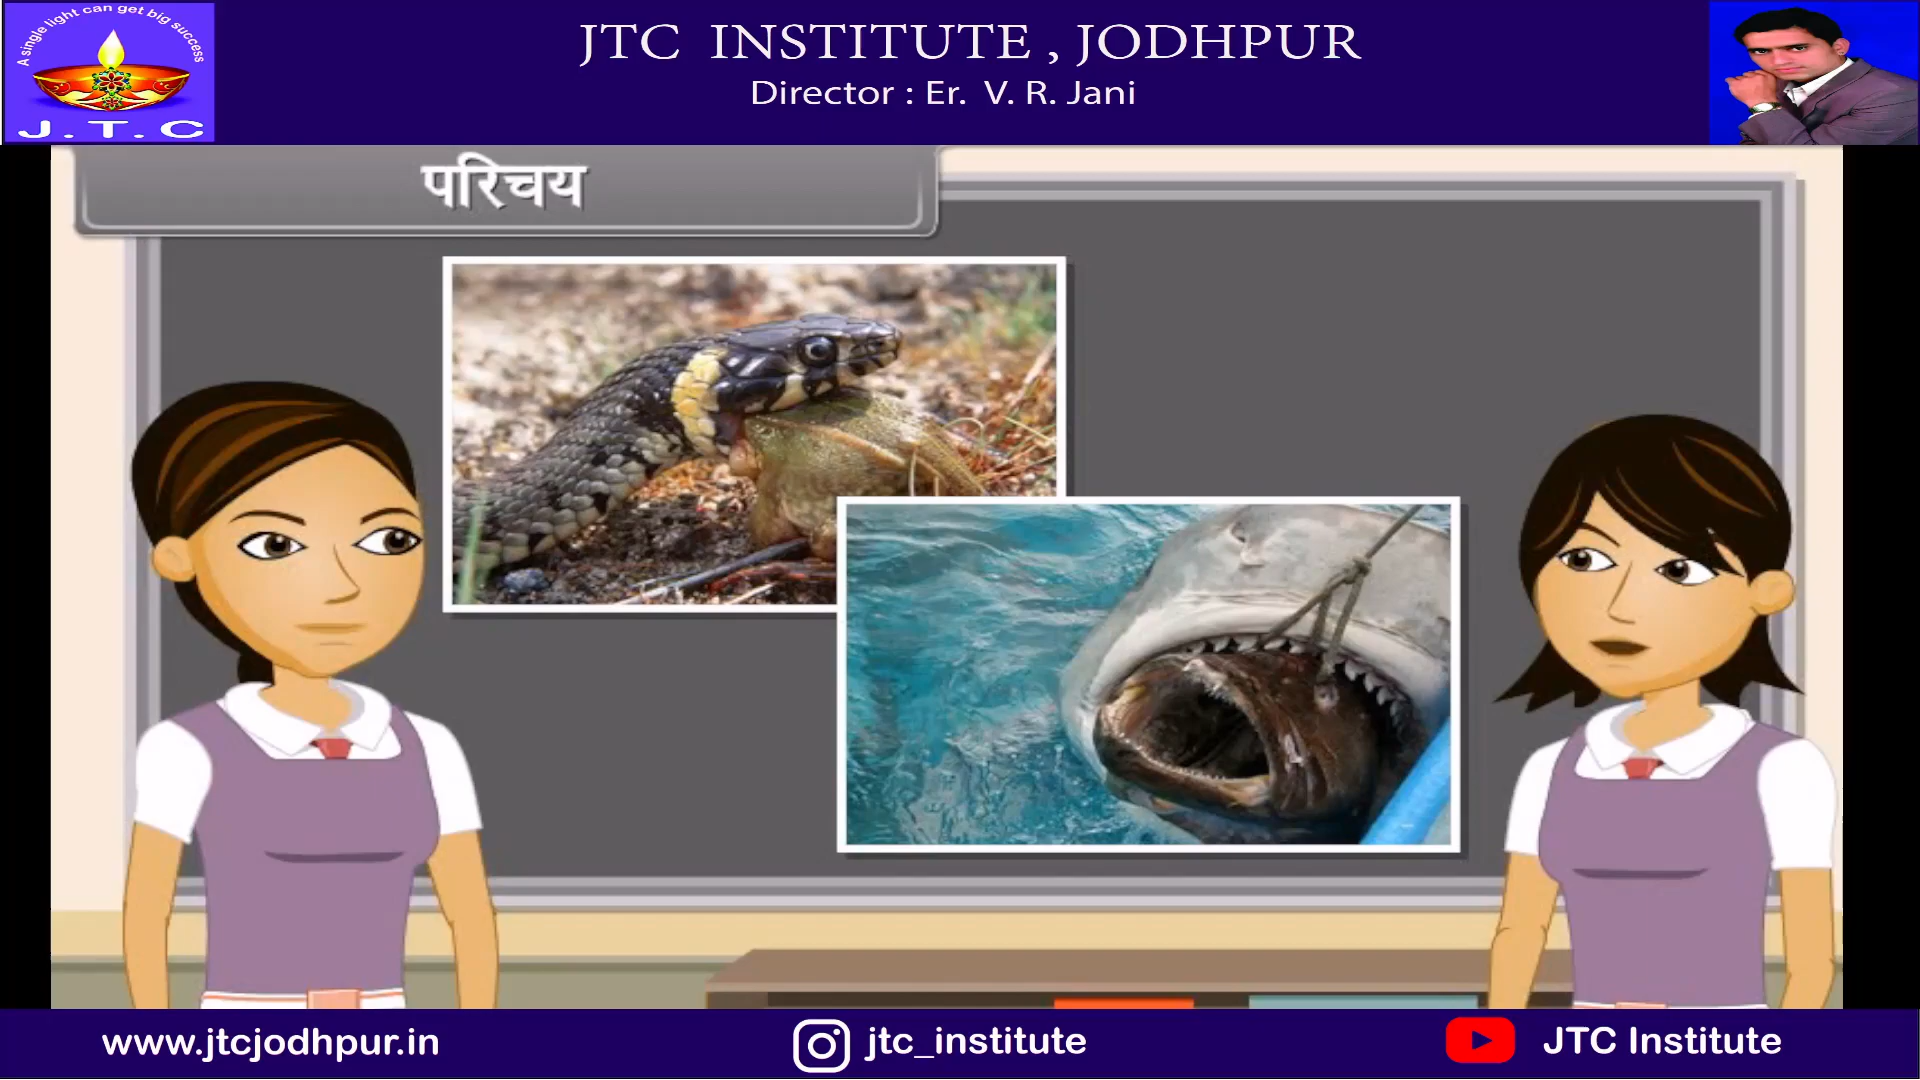 A single light can get big success
J.T.C
JTC INSTITUTE, JODHPUR
Director : Er. V. R. Jani
परिचय
www.jtcjodhpur.in
jtc_institute
JTC Institute